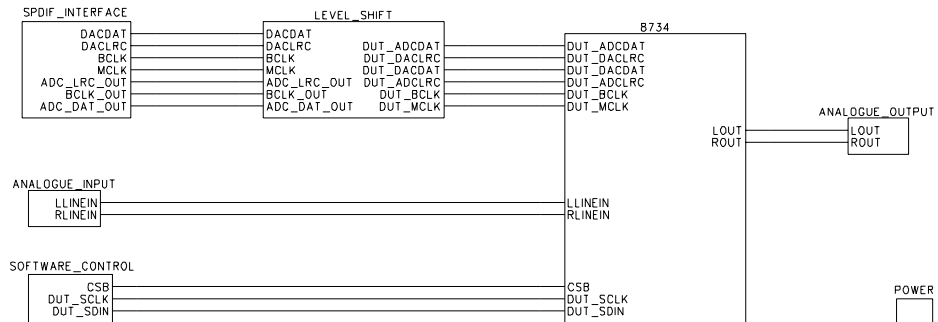 SPDIF_INTERFACE
DACDAT
DACLRC
BCLK
MCLK
ADC_LRC_OUT
BCLK_OUT
ADC_DAT_OUT
LEVEL_SHIFT
DACDAT
DACLRC
BCLK
MCLK
ADC_LRC_OUT
BCLK_OUT
ADC_DAT_OUT
DUT_ADCDAT
DUT_DACLRC
DUT_DACDAT
DUT_ADCLRC
DUT_BCLK
DUT_MCLK
8734
DUT_ADCDAT
DUT_DACLRC
DUT_DACDAT
DUT_ADCLRC
DUT_BCLK
DUT_MCLK
LOUT
ROUT
ANALOGUE_OUTPUT
LOUT
ROUT
ANALOGUE_INPUT
LLINEIN
RLINEIN
LLINEIN
RLINEIN
SOFTWARE_CONTROL
CSB
DUT_SCLK
DUT_SDIN
CSB
DUT_SCLK
DUT_SDIN
POWER